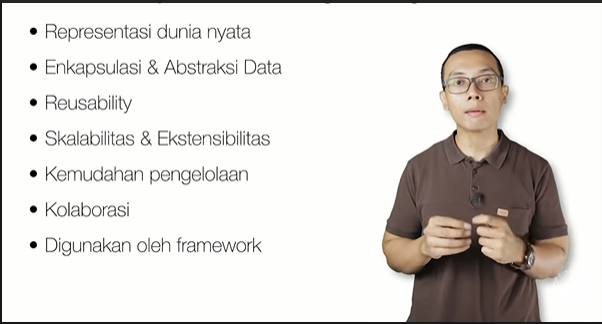 • Representasi dunia nyata
• Enkapsulasi & Abstraksi Data
• Reusability
• Skalabilitas & Ekstensibilitas
• Kemudahan pengelolaan
• Kolaborasi
• Digunakan oleh framework